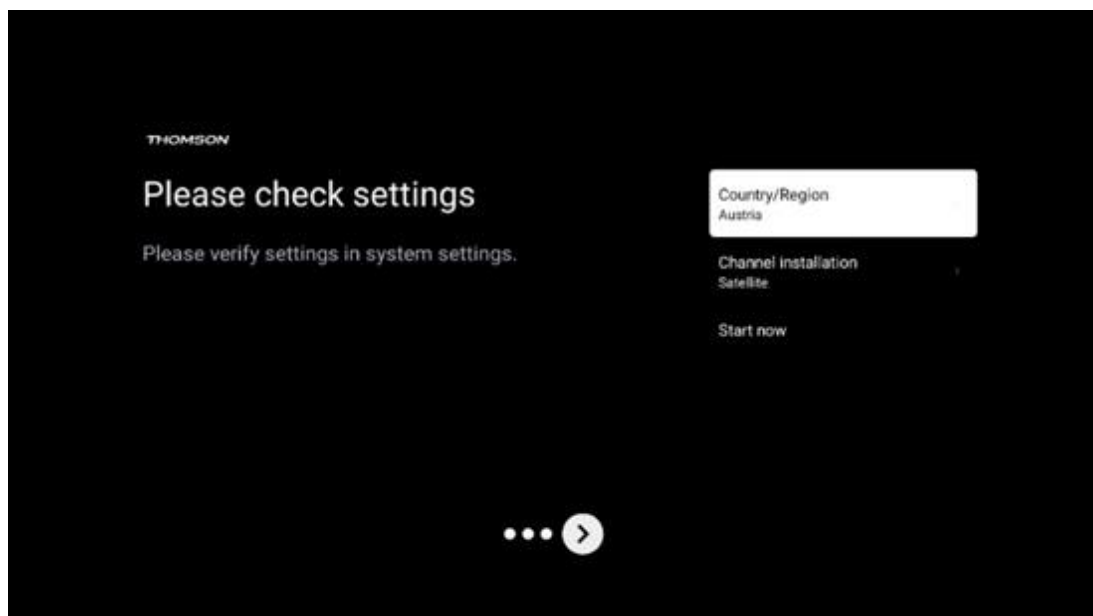 THOMSON
Please check settings
Please verify settings in system settings.
Country/Region
Austria
Channel installation
Satellite
Start now